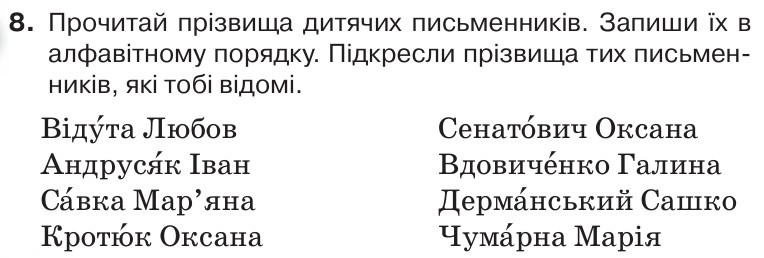 8. Прочитай прізвища дитячих письменників. Запиши їх в
алфавітному порядку. Підкресли прізвища тих письмен-
ників, які тобі відомі.
Віду́та Любов
Андруся́к Іван
Са́вка Мар’яна
Кротю́к Оксана
Сенато́вич Оксана
Вдовиче́нко Галина
Дерма́нський Сашко
Чума́рна Марія